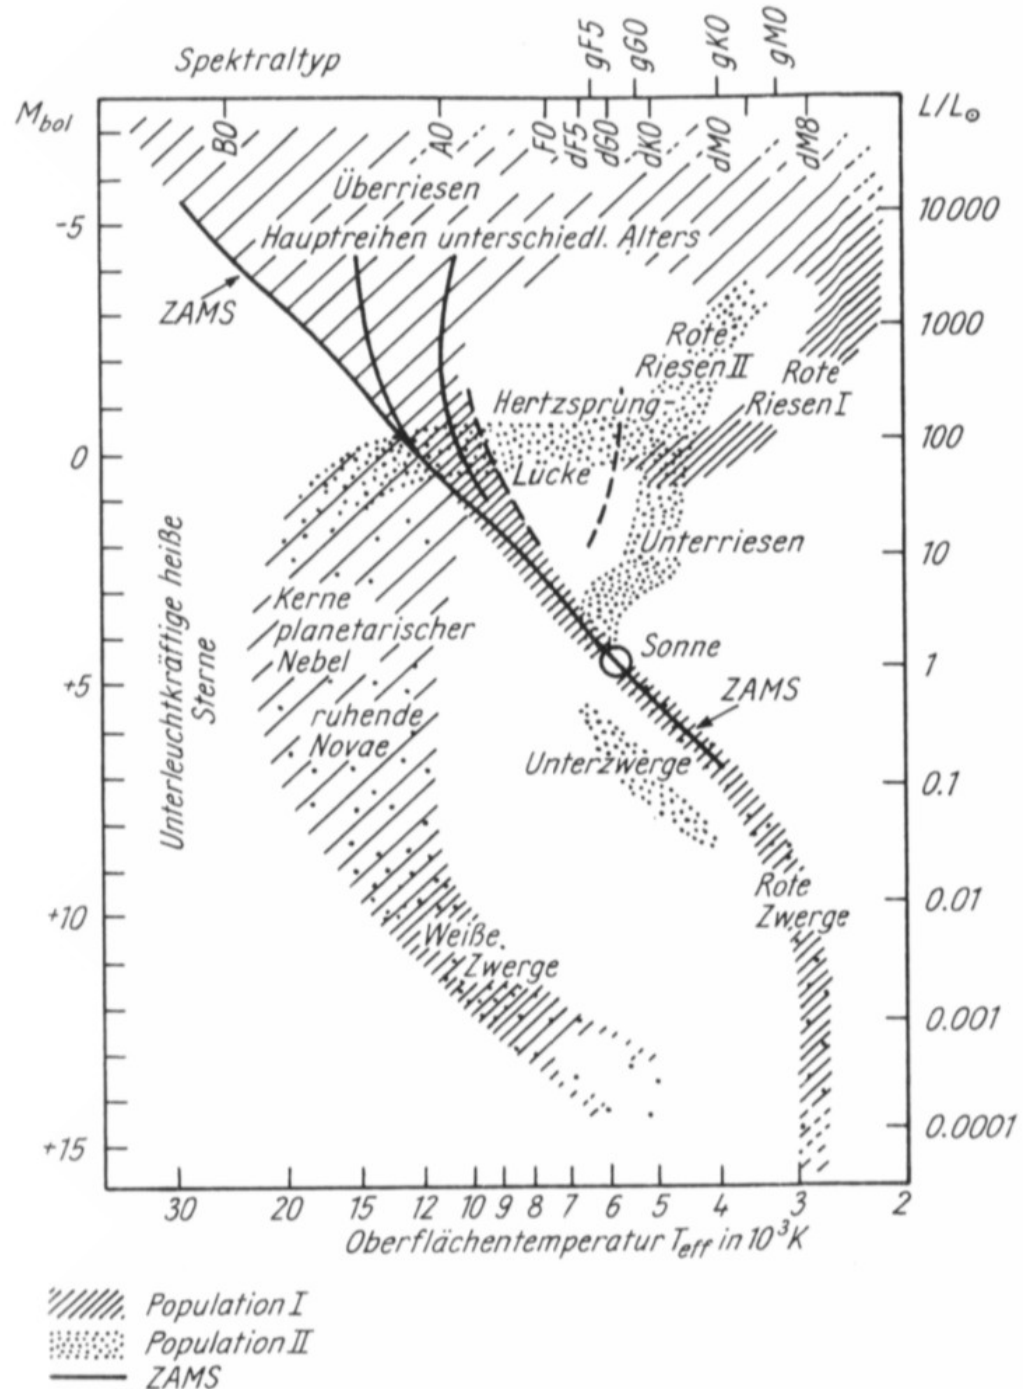 Spektraltyp
gF5
gG0
gK0
gM0
Mbol
L/L⊙
B0
A0
F0
dF5
dG0
dK0
dM0
dM8
Überriesen
Hauptreihen unterschiedl. Alters
ZAMS
Rote
Riesen II
Rote
Riesen I
Hertzsprung-
Lücke
Unterriesen
Kerne
planetarischer
Nebel
Sonne
ZAMS
ruhende
Novae
Unterzwerge
Unterleuchtkräftige heiße
Sterne
Rote
Zwerge
Weiße
Zwerge
-5
0
+5
+10
+15
10000
1000
100
10
1
0.1
0.01
0.001
0.0001
30 20 15 12 10 9 8 7 6 5 4 3 2
Oberflächentemperatur Teff in 10³K
Population I
Population II
ZAMS